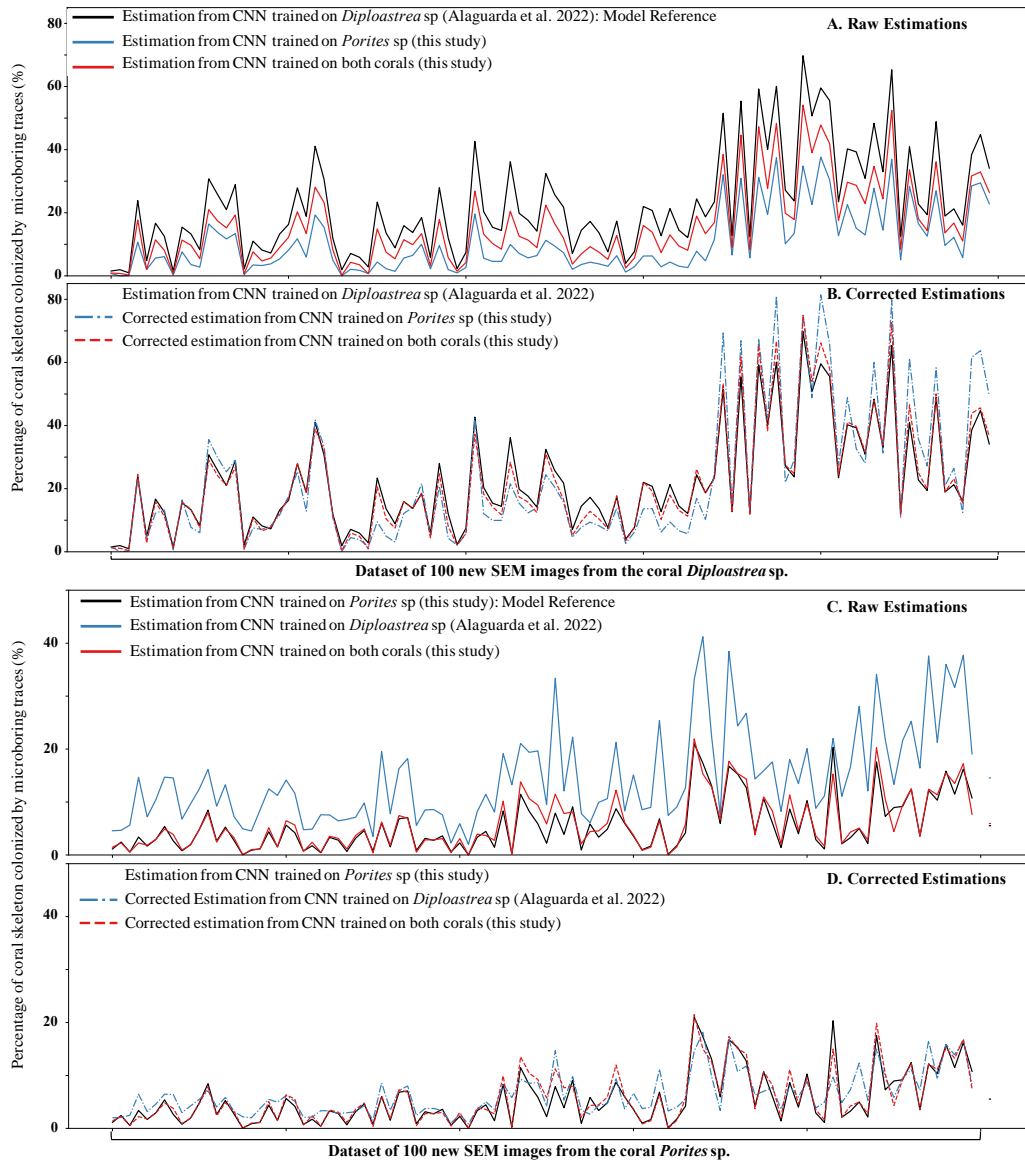 Percentage of coral skeleton colonized by microboring traces (%)
80
60
40
20
0
Estimation from CNN trained on Diploastrea sp (Alaguarda et al. 2022): Model Reference
Estimation from CNN trained on Porites sp (this study)
Estimation from CNN trained on both corals (this study)
A. Raw Estimations
80
60
40
20
0
Estimation from CNN trained on Diploastrea sp (Alaguarda et al. 2022)
Corrected estimation from CNN trained on Porites sp (this study)
Corrected estimation from CNN trained on both corals (this study)
B. Corrected Estimations
Dataset of 100 new SEM images from the coral Diploastrea sp.
Percentage of coral skeleton colonized by microboring traces (%)
40
20
0
Estimation from CNN trained on Porites sp (this study): Model Reference
Estimation from CNN trained on Diploastrea sp (Alaguarda et al. 2022)
Estimation from CNN trained on both corals (this study)
C. Raw Estimations
40
20
0
Estimation from CNN trained on Porites sp (this study)
Corrected Estimation from CNN trained on Diploastrea sp (Alaguarda et al. 2022)
Corrected estimation from CNN trained on both corals (this study)
D. Corrected Estimations
Dataset of 100 new SEM images from the coral Porites sp.